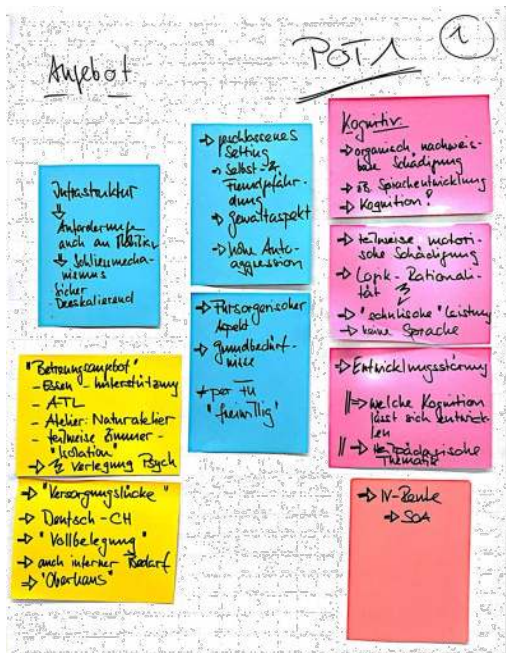 Angebot
POT 1
1
Infrastruktur
Anforderungen
auch an Mobiliar
Schliessmecha-
nismus
Sicher
Deeskalierend
"Betreuungsangebot"
- Essen - Unterstützung
- ATL
- Atelier: Naturatelier
- teilweise Zimmer-
"Isolation"
Verlegung Psych
→ "Versorgungslücke"
→ Deutsch-CH
→ "Vollbelegung"
→ auch interner Bedarf
→ "Oberhaus"
→ geschlossenes
Setting
→ Selbst- &
Fremdgefähr-
dung
→ Gewaltaspekt
→ hohe Auto-
aggression
→ Fürsorgerischer
Aspekt
→ Grundbedürf-
nisse
per FU
"freiwillig"
Kognitiv:
→ organisch nachweis-
bare Schädigung
→ zB. Sprachentwicklung
→ Kognition?
→ teilweise motori-
sche Schädigung
→ Logik - Rationali-
tät
→ "schulische" Leistung
→ keine Sprache
→ Entwicklungsstörung
⇒ welche Kognition
lässt sich entwick-
len
⇒ Heilpädagogische
Thematik
→ IV-Rente
→ SOA